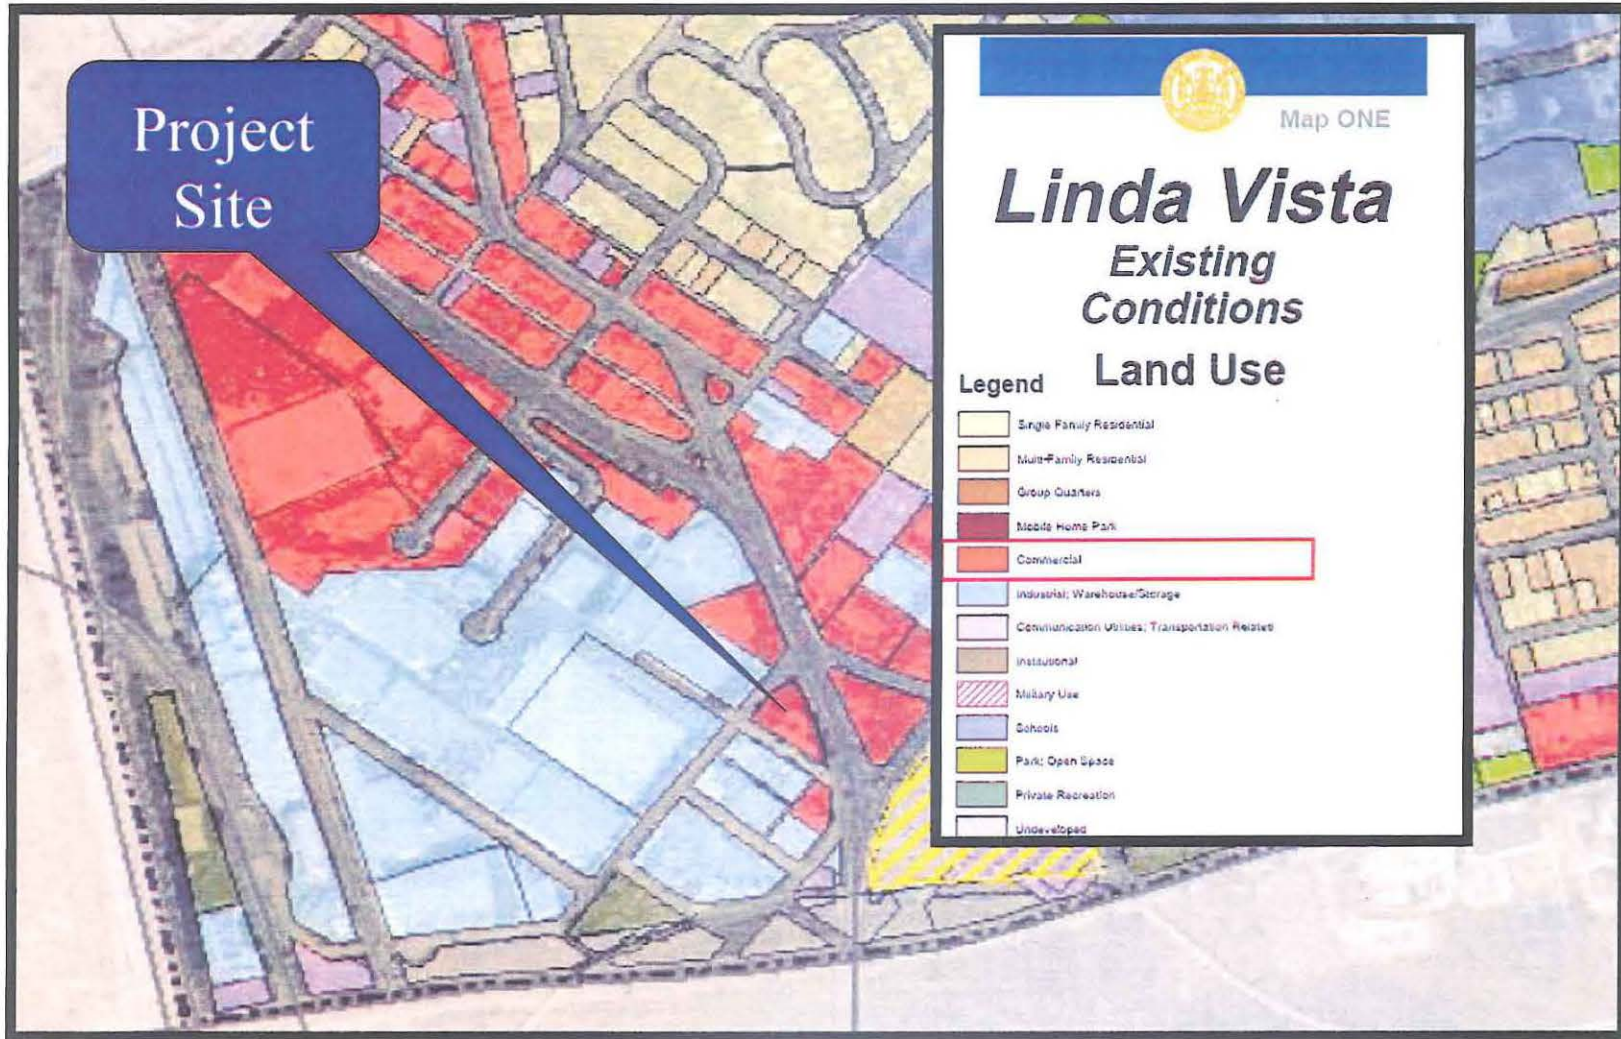 Project
Site
Map ONE
Linda Vista
Existing
Conditions
Land Use
Legend
Single Family Residential
Multi-Family Residential
Group Quarters
Mobile Home Park
Commercial
Industrial; Warehouse/Storage
Communication Utilities; Transportation Related
Institutional
Military Use
Schools
Park; Open Space
Private Recreation
Undeveloped